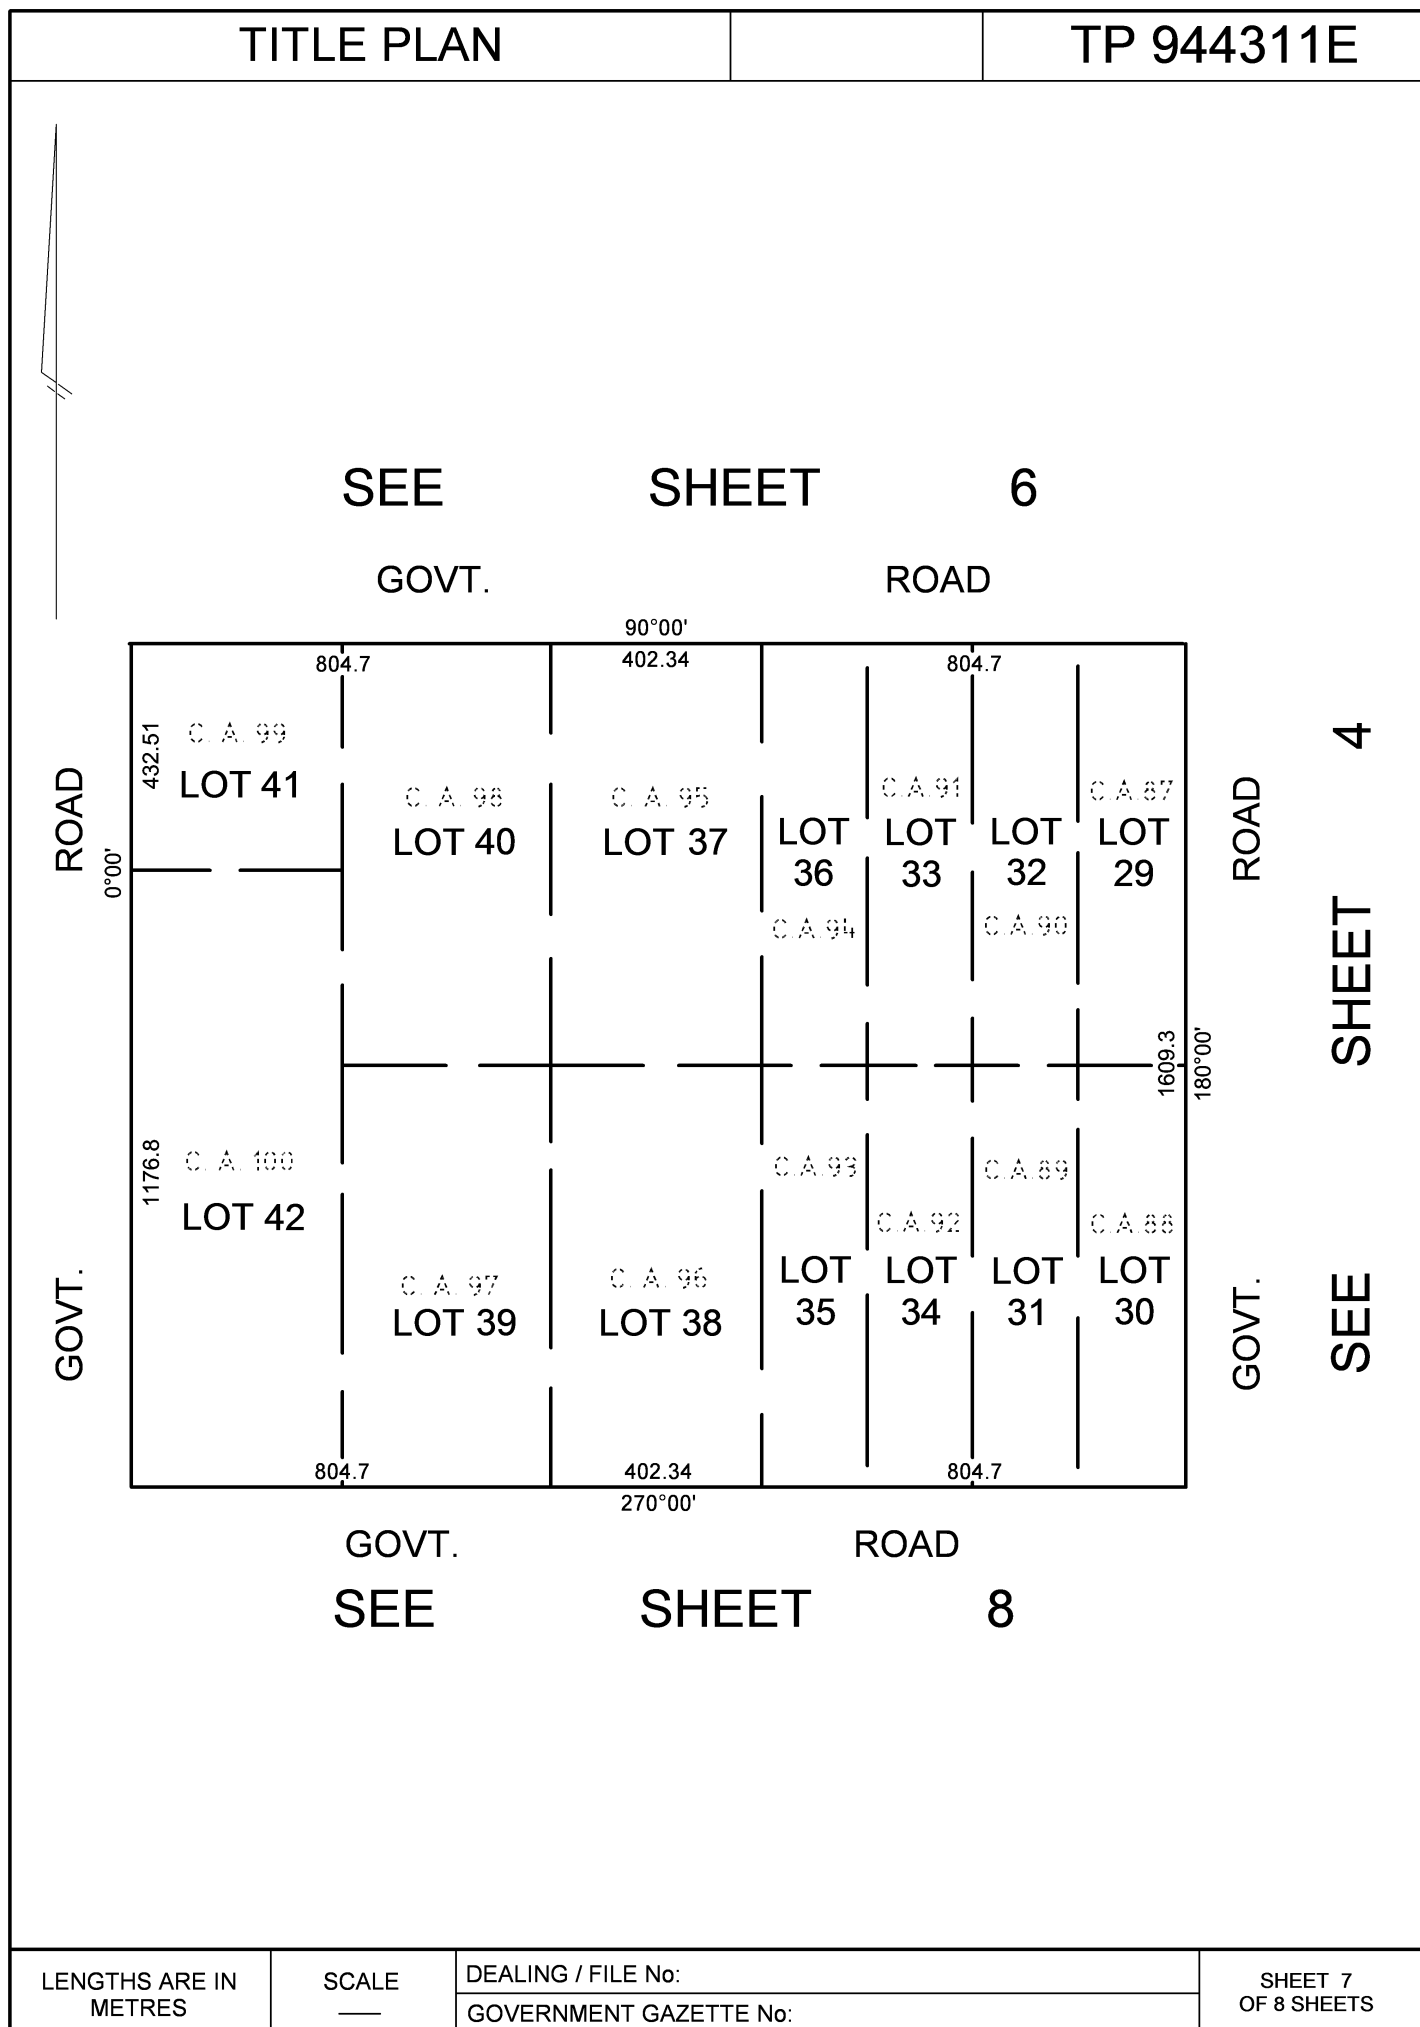 TITLE PLAN
TP 944311E
SEE SHEET 6
GOVT. ROAD
90°00'
804.7 402.34 804.7
432.51
C. A. 99
LOT 41
ROAD
0°00'
C. A. 98
LOT 40
C. A. 95
LOT 37
LOT
36
C.A.94
C.A.91
LOT
33
LOT
32
C.A.90
C.A.87
LOT
29
ROAD
SEE SHEET 4
1609.3
180°00'
1176.8
C. A. 100
LOT 42
GOVT.
C. A. 97
LOT 39
C. A. 96
LOT 38
C.A.93
LOT
35
C.A.92
LOT
34
C.A.89
LOT
31
C.A.88
LOT
30
GOVT.
804.7 402.34 804.7
270°00'
GOVT. ROAD
SEE SHEET 8
LENGTHS ARE IN
METRES
SCALE
DEALING / FILE No:
GOVERNMENT GAZETTE No:
SHEET 7
OF 8 SHEETS